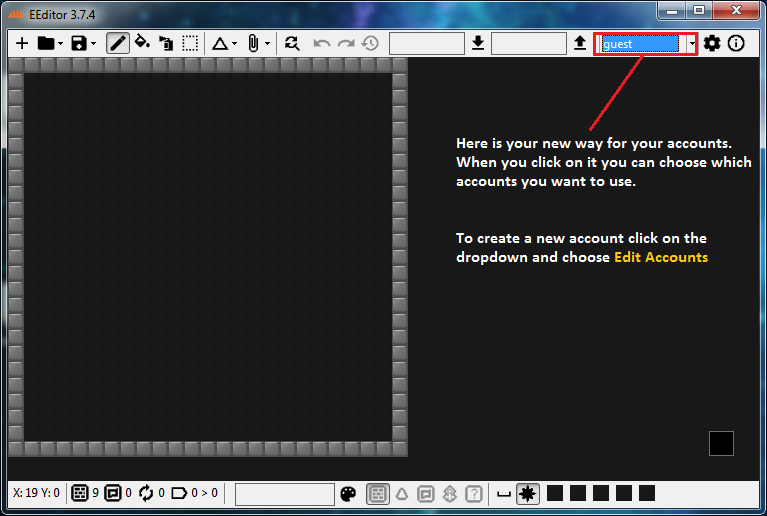 EEditor 3.7.4
guest
Here is your new way for your accounts.
When you click on it you can choose which
accounts you want to use.
To create a new account click on the
dropdown and choose Edit Accounts
X: 19 Y: 0 9 0 0 0 > 0